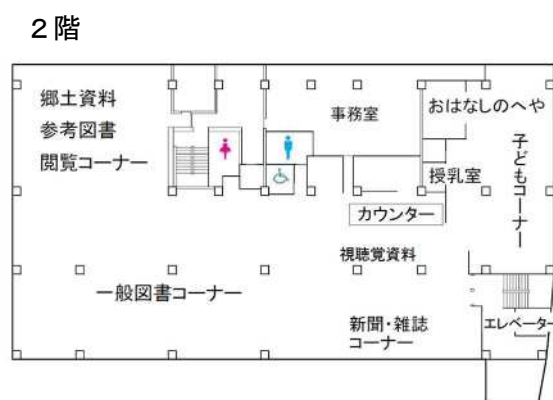 ２階
郷土資料
参考図書
閲覧コーナー
事務室
おはなしのへや
子どもコーナー
授乳室
カウンター
視聴覚資料
一般図書コーナー
新聞・雑誌
コーナー
エレベーター